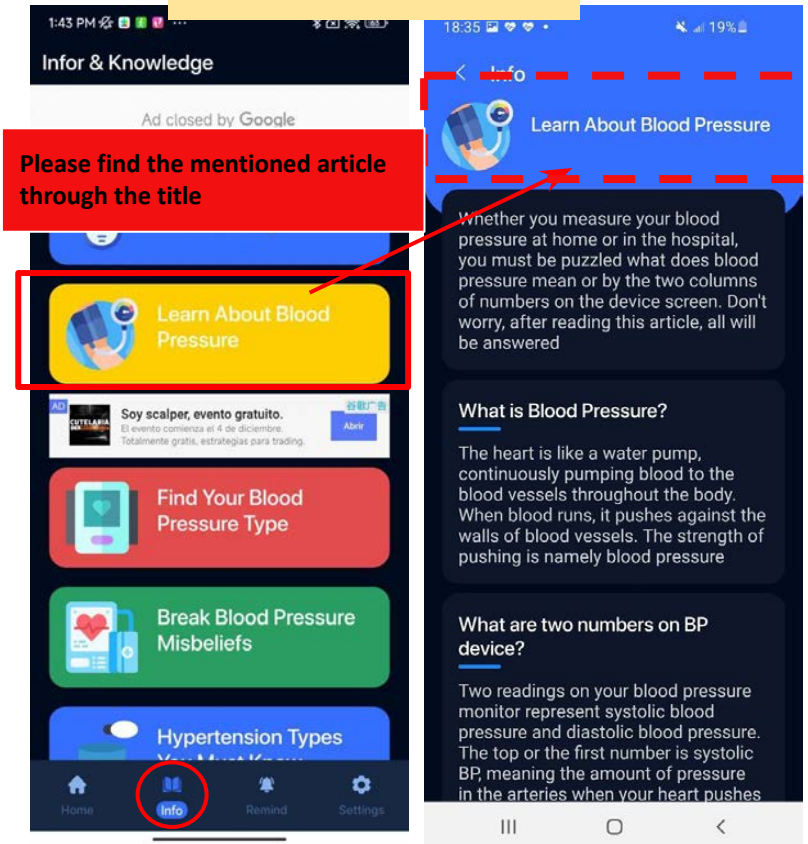 1:43 PM
Infor & Knowledge
Ad closed by Google
Please find the mentioned article
through the title
Learn About Blood
Pressure
AD
谷歌广告
CUTELARIA
Soy scalper, evento gratuito.
El evento comienza el 4 de diciembre.
Totalmente gratis, estrategias para trading.
Abrir
Find Your Blood
Pressure Type
Break Blood Pressure
Misbeliefs
Hypertension Types
You Must Know
Home
Info
Remind
Settings
18:35
19%
Info
Learn About Blood Pressure
Whether you measure your blood
pressure at home or in the hospital,
you must be puzzled what does blood
pressure mean or by the two columns
of numbers on the device screen. Don't
worry, after reading this article, all will
be answered
What is Blood Pressure?
The heart is like a water pump,
continuously pumping blood to the
blood vessels throughout the body.
When blood runs, it pushes against the
walls of blood vessels. The strength of
pushing is namely blood pressure
What are two numbers on BP
device?
Two readings on your blood pressure
monitor represent systolic blood
pressure and diastolic blood pressure.
The top or the first number is systolic
BP, meaning the amount of pressure
in the arteries when your heart pushes